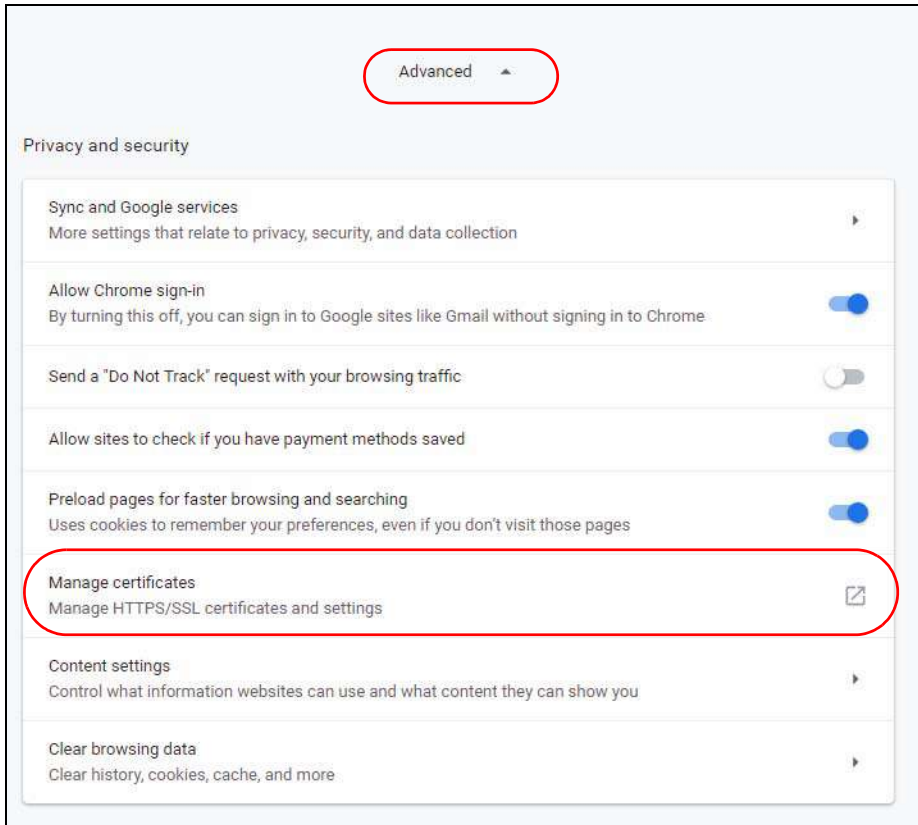 Advanced
Privacy and security
Sync and Google services
More settings that relate to privacy, security, and data collection
Allow Chrome sign-in
By turning this off, you can sign in to Google sites like Gmail without signing in to Chrome
Send a "Do Not Track" request with your browsing traffic
Allow sites to check if you have payment methods saved
Preload pages for faster browsing and searching
Uses cookies to remember your preferences, even if you don't visit those pages
Manage certificates
Manage HTTPS/SSL certificates and settings
Content settings
Control what information websites can use and what content they can show you
Clear browsing data
Clear history, cookies, cache, and more